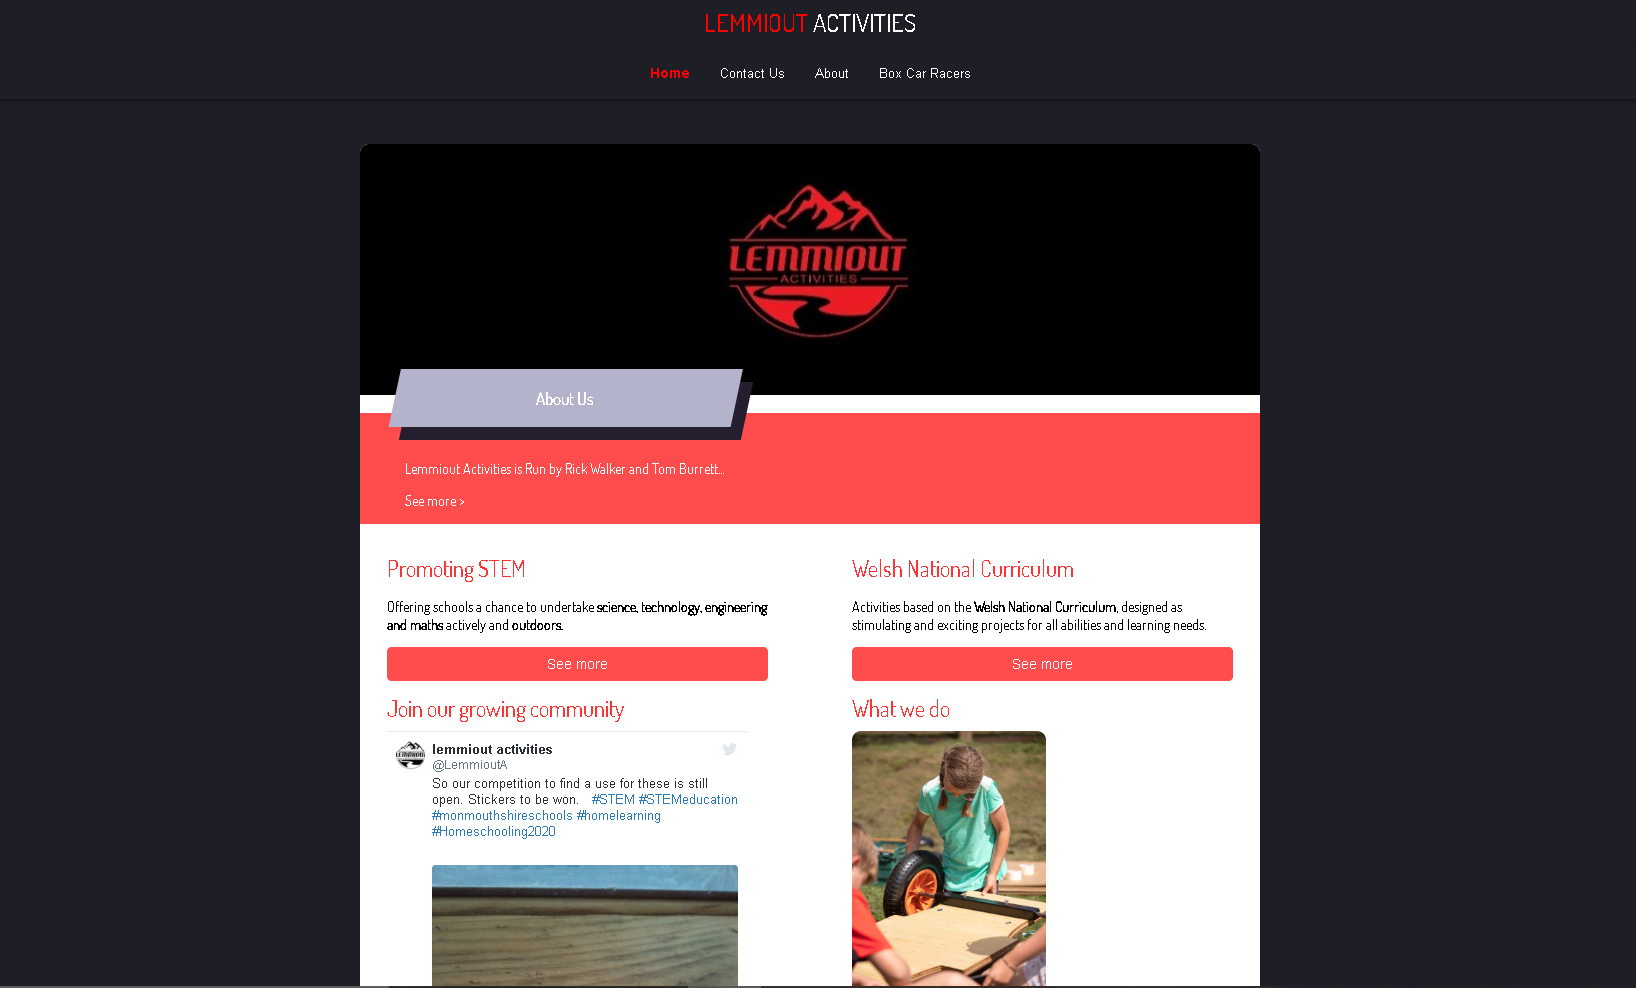 LEMMIOUT ACTIVITIES
Home Contact Us About Box Car Racers
LEMMIOUT
ACTIVITIES
About Us
Lemmiout Activities is Run by Rick Walker and Tom Burrett...
See more >
Promoting STEM
Offering schools a chance to undertake science, technology, engineering
and maths actively and outdoors.
See more
Welsh National Curriculum
Activities based on the Welsh National Curriculum, designed as
stimulating and exciting projects for all abilities and learning needs.
See more
Join our growing community
LEMMIOUT
lemmiout activities
@LemmioutA
So our competition to find a use for these is still
open. Stickers to be won. #STEM #STEMeducation
#monmouthshireschools #homelearning
#Homeschooling2020
What we do